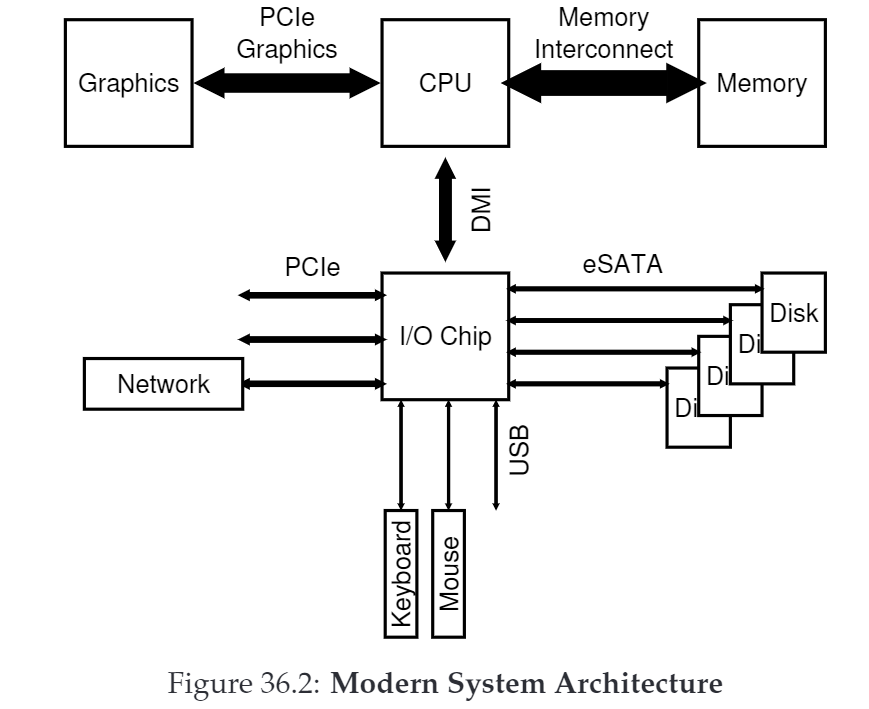 PCIe
Graphics
Memory
Interconnect
Graphics
CPU
Memory
DMI
PCIe
eSATA
I/O Chip
Disk
Di
Di
Di
Network
USB
Keyboard
Mouse
Figure 36.2: Modern System Architecture